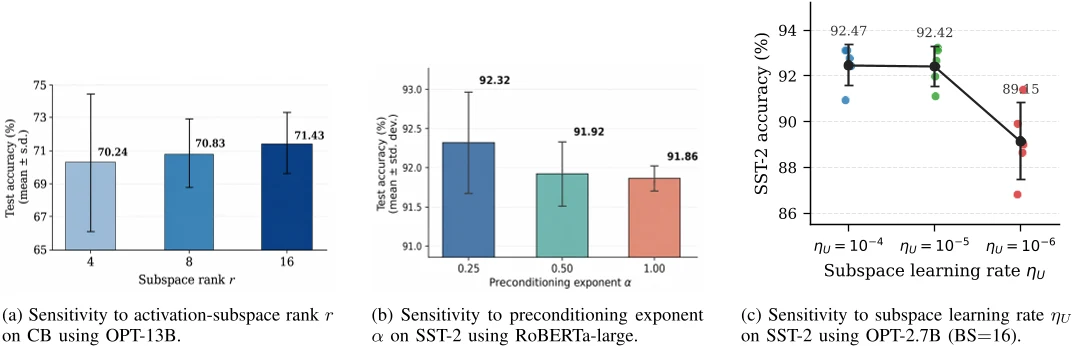 75
73
71
69
67
65
Test accuracy (%)
(mean ± s.d.)
70.24
70.83
71.43
4 8 16
Subspace rank r
(a) Sensitivity to activation-subspace rank r
on CB using OPT-13B.
93.0
92.5
92.0
91.5
91.0
Test accuracy (%)
(mean ± std. dev.)
92.32
91.92
91.86
0.25 0.50 1.00
Preconditioning exponent α
(b) Sensitivity to preconditioning exponent
α on SST-2 using RoBERTa-large.
94
92
90
88
86
SST-2 accuracy (%)
92.47
92.42
89.15
η_U = 10⁻⁴ η_U = 10⁻⁵ η_U = 10⁻⁶
Subspace learning rate η_U
(c) Sensitivity to subspace learning rate η_U
on SST-2 using OPT-2.7B (BS=16).